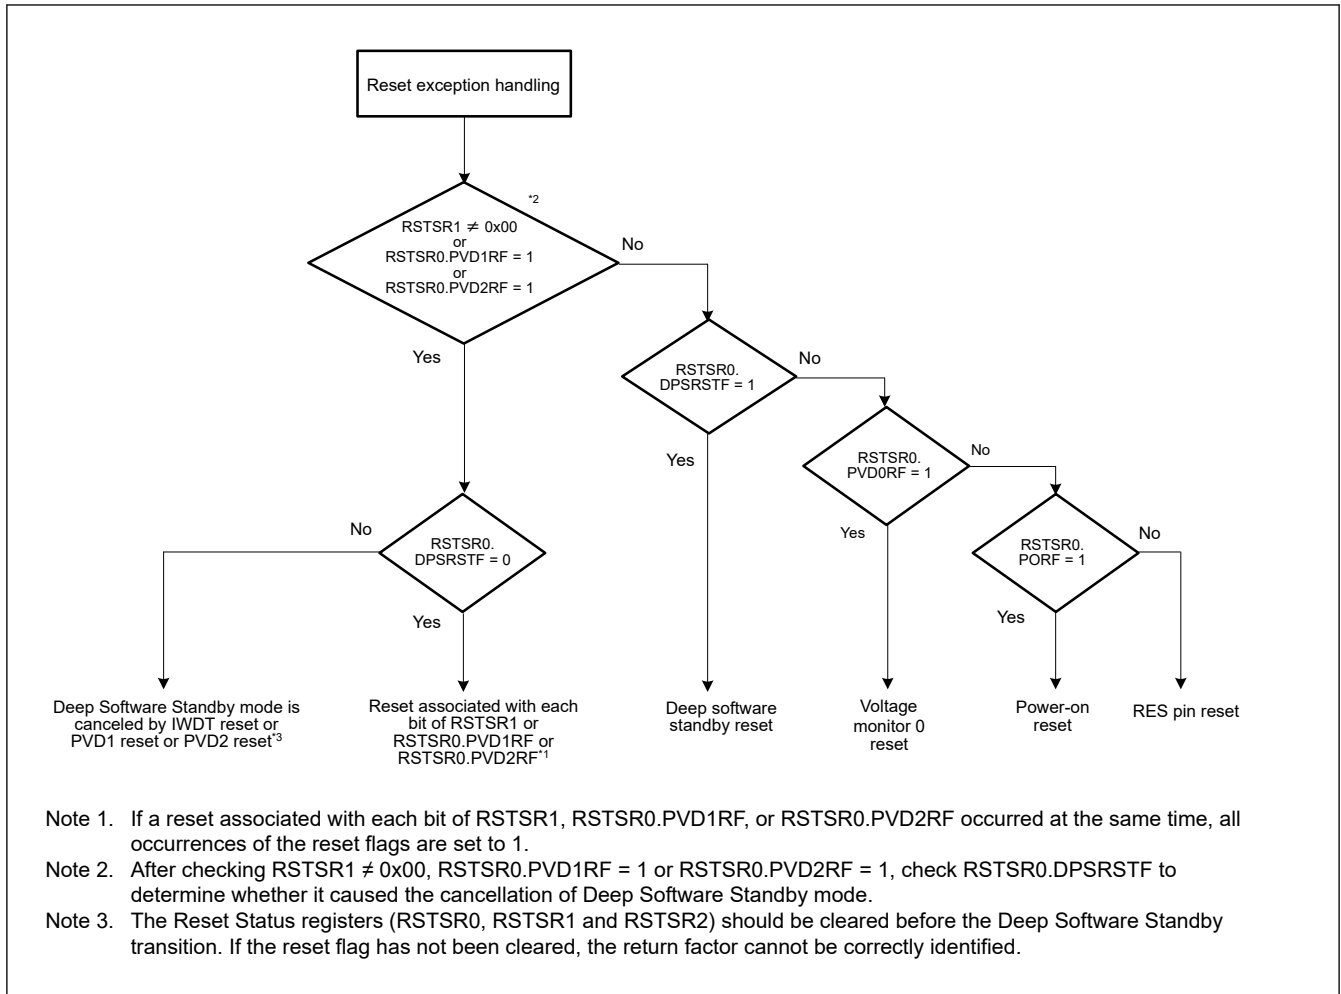 Reset exception handling
*2
RSTSR1 ≠ 0x00
or
RSTSR0.PVD1RF = 1
or
RSTSR0.PVD2RF = 1
No
Yes
RSTSR0.
DPSRSTF = 1
No
Yes
RSTSR0.
PVD0RF = 1
No
Yes
RSTSR0.
PORF = 1
No
Yes
RSTSR0.
DPSRSTF = 0
No
Yes
Deep Software Standby mode is
canceled by IWDT reset or
PVD1 reset or PVD2 reset*3
Reset associated with each
bit of RSTSR1 or
RSTSR0.PVD1RF or
RSTSR0.PVD2RF*1
Deep software
standby reset
Voltage
monitor 0
reset
Power-on
reset
RES pin reset
Note 1. If a reset associated with each bit of RSTSR1, RSTSR0.PVD1RF, or RSTSR0.PVD2RF occurred at the same time, all
occurrences of the reset flags are set to 1.
Note 2. After checking RSTSR1 ≠ 0x00, RSTSR0.PVD1RF = 1 or RSTSR0.PVD2RF = 1, check RSTSR0.DPSRSTF to
determine whether it caused the cancellation of Deep Software Standby mode.
Note 3. The Reset Status registers (RSTSR0, RSTSR1 and RSTSR2) should be cleared before the Deep Software Standby
transition. If the reset flag has not been cleared, the return factor cannot be correctly identified.